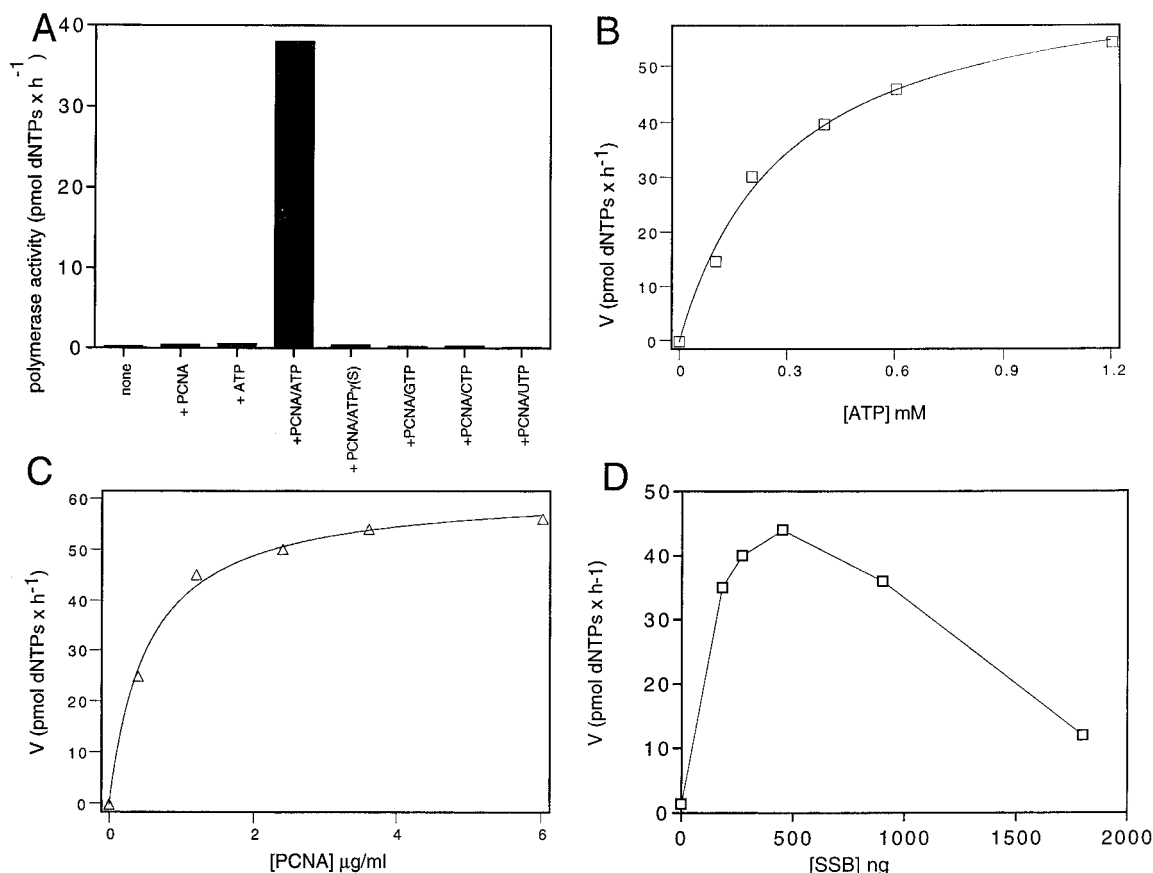 A
polymerase activity (pmol dNTPs x h-1)
40
30
20
10
0
none
+ PCNA
+ ATP
+PCNA/ATP
+ PCNA/ATPγ(S)
+PCNA/GTP
+PCNA/CTP
+PCNA/UTP
B
V (pmol dNTPs x h-1)
50
40
30
20
10
0
0 0.3 0.6 0.9 1.2
[ATP] mM
C
V (pmol dNTPs x h-1)
60
50
40
30
20
10
0
0 2 4 6
[PCNA] µg/ml
D
V (pmol dNTPs x h-1)
50
40
30
20
10
0
0 500 1000 1500 2000
[SSB] ng